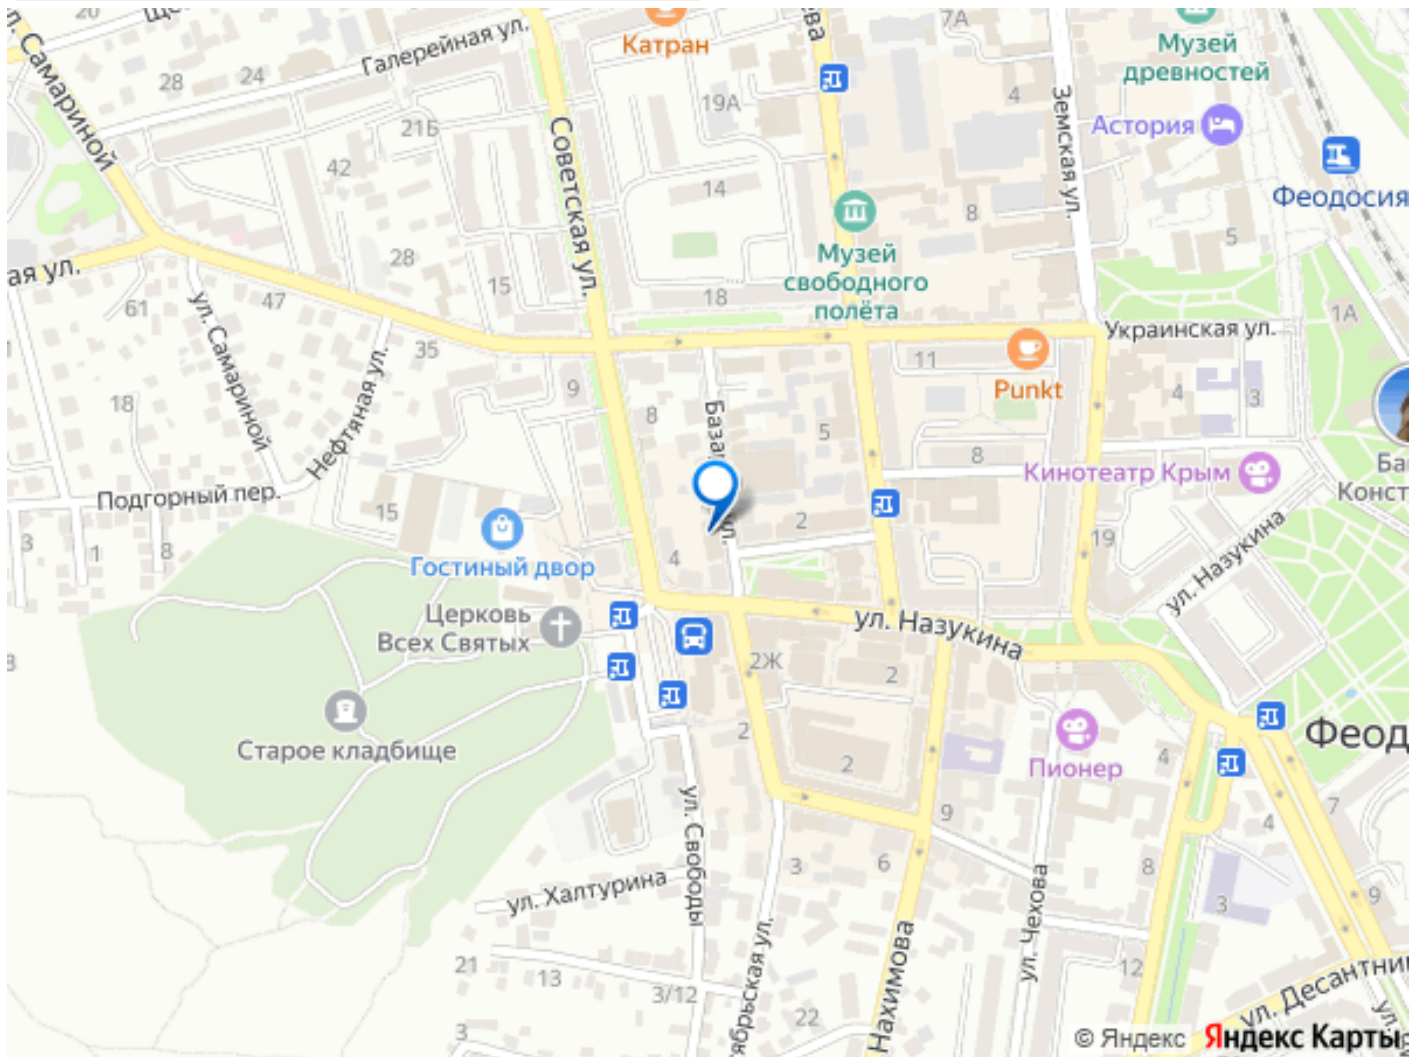 20
7А
Катран
Музей
древностей
Галерейная ул.
28
24
19А
4
Астория
21Б
ул. Самариной
Советская ул.
Земская ул.
42
14
8
Феодосия
28
Музей
свободного
полёта
5
15
18
61
47
ул. Самариной
35
Украинская ул.
1А
11
Punkt
9
4
3
18
Нефтяная ул.
8
5
8
Кинотеатр Крым
Подгорный пер.
15
2
19
3
1
8
Гостиный двор
4
ул. Назукина
Церковь
Всех Святых
ул. Назукина
2Ж
2
Старое кладбище
2
2
Пионер
4
7
9
4
ул. Свободы
3
6
8
9
ул. Халтурина
ул. Чехова
3
21
13
3/12
12
Нахимова
22
3
© Яндекс
Яндекс Карты